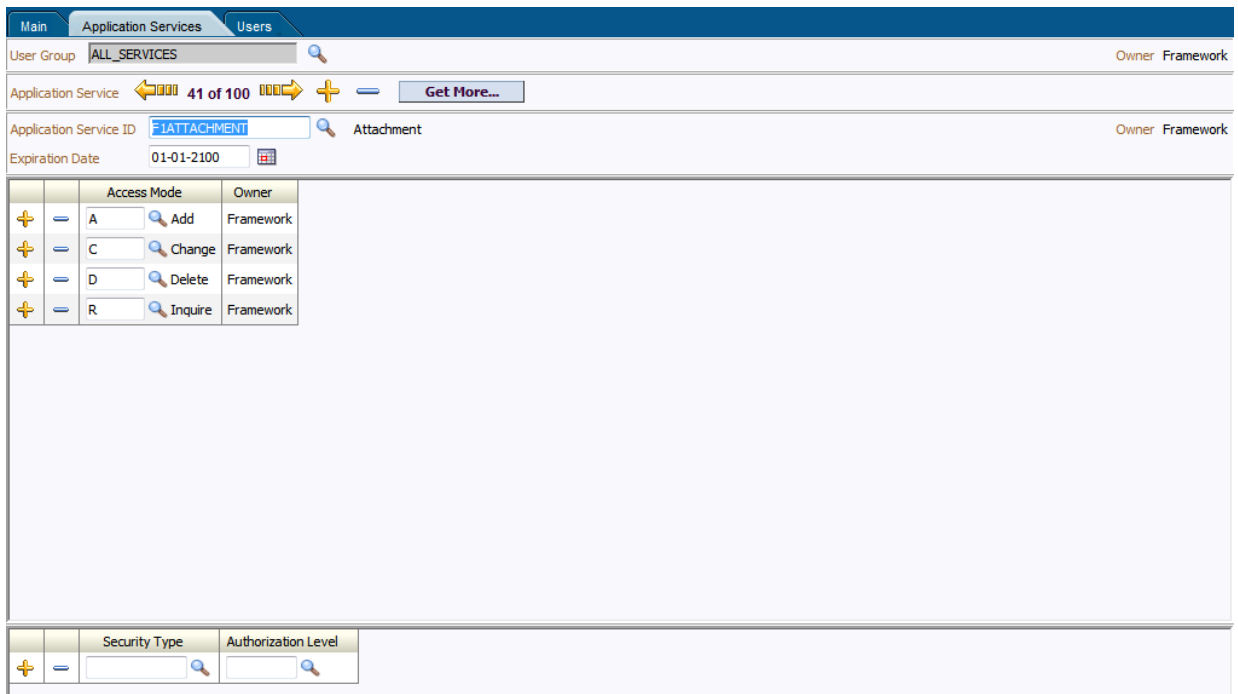 Main Application Services Users
User Group ALL_SERVICES Owner Framework
Application Service 41 of 100 Get More...
Application Service ID F1ATTACHMENT Attachment Owner Framework
Expiration Date 01-01-2100
Access Mode Owner
A Add Framework
C Change Framework
D Delete Framework
R Inquire Framework
Security Type Authorization Level